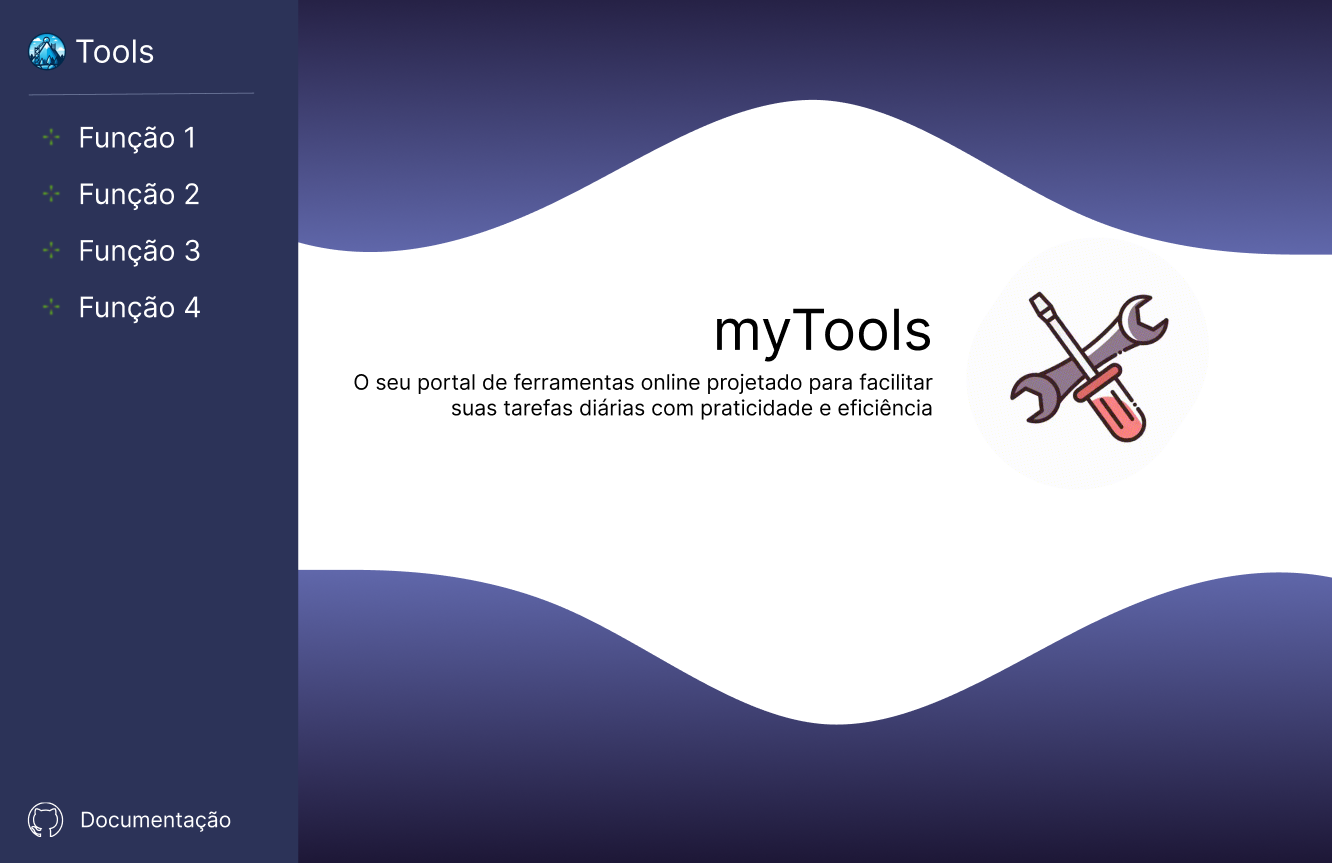 Tools
Função 1
Função 2
Função 3
Função 4
myTools
O seu portal de ferramentas online projetado para facilitar
suas tarefas diárias com praticidade e eficiência
Documentação